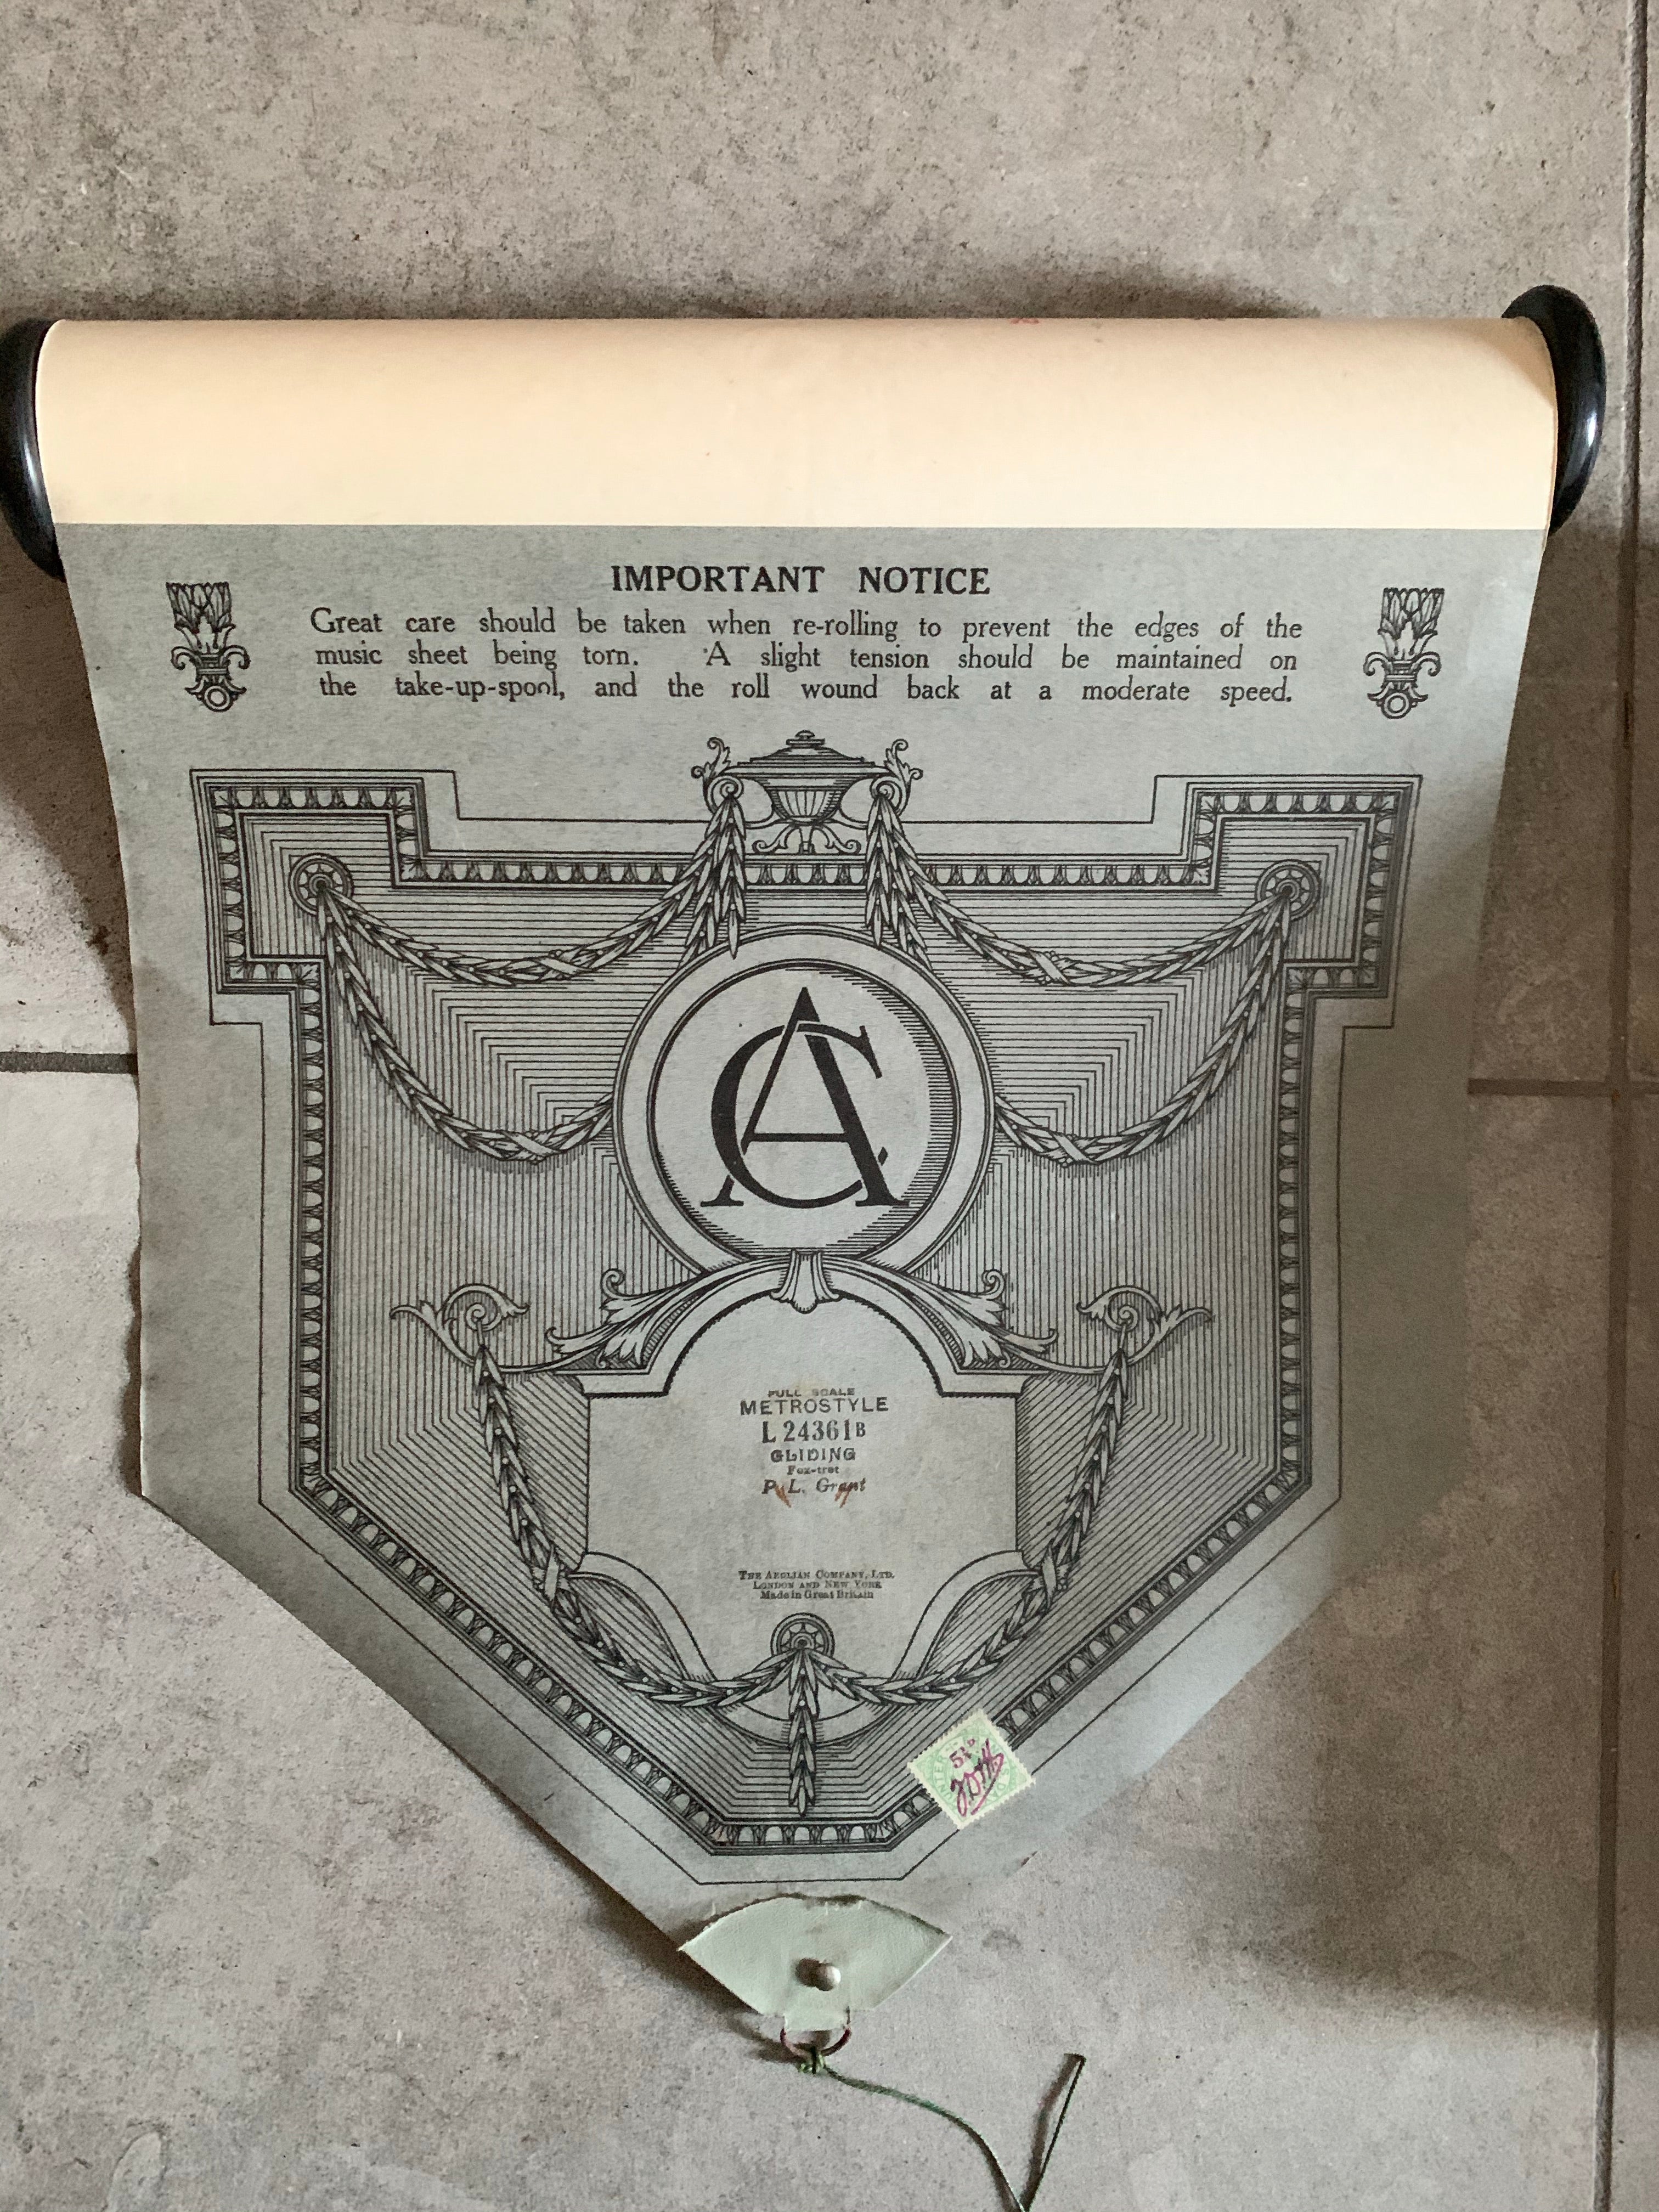 IMPORTANT NOTICE
Great care should be taken when re-rolling to prevent the edges of the
music sheet being torn. A slight tension should be maintained on
the take-up-spool, and the roll wound back at a moderate speed.
AC
FULL SCALE
METROSTYLE
L 24361B
GLIDING
Fox-trot
P. L. Grant
THE AEOLIAN COMPANY, LTD.
LONDON AND NEW YORK
Made in Great Britain